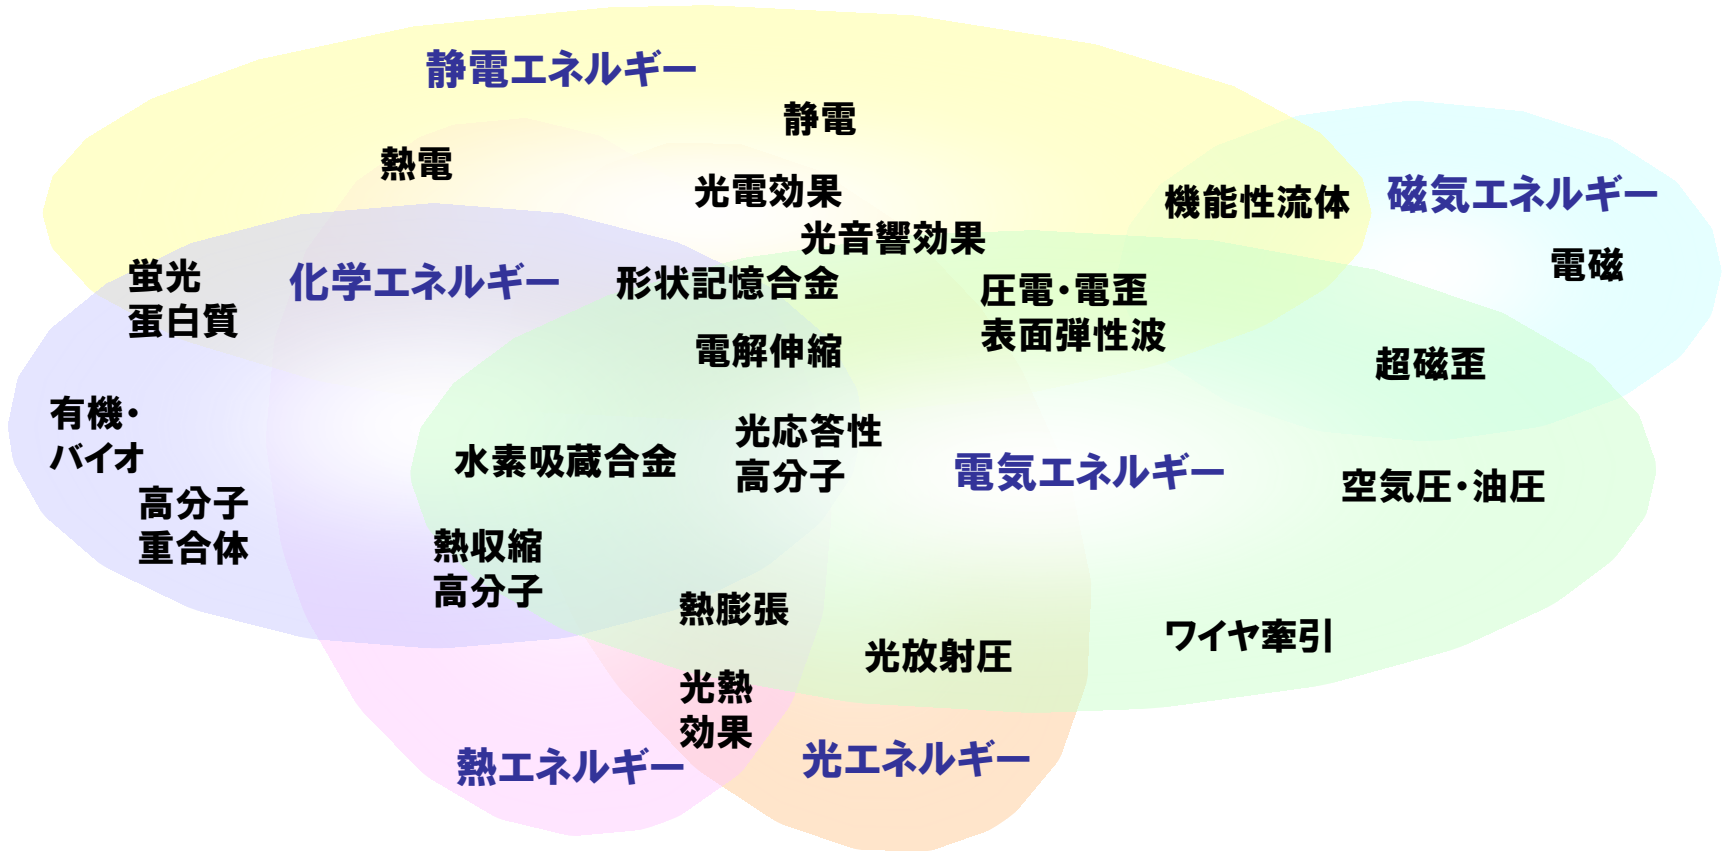 静電エネルギー
静電
熱電
光電効果
機能性流体
磁気エネルギー
光音響効果
電磁
蛍光
蛋白質
化学エネルギー
形状記憶合金
圧電・電歪
表面弾性波
電解伸縮
超磁歪
有機・
バイオ
光応答性
高分子
水素吸蔵合金
電気エネルギー
空気圧・油圧
高分子
重合体
熱収縮
高分子
熱膨張
光放射圧
ワイヤ牽引
光熱
効果
熱エネルギー
光エネルギー